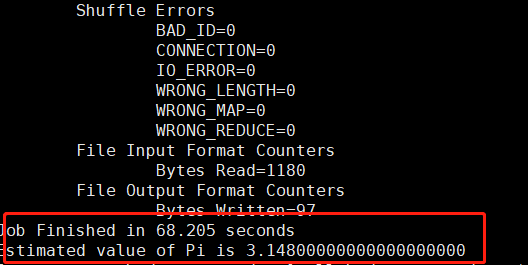 Shuffle Errors
BAD_ID=0
CONNECTION=0
IO_ERROR=0
WRONG_LENGTH=0
WRONG_MAP=0
WRONG_REDUCE=0
File Input Format Counters
Bytes Read=1180
File Output Format Counters
Bytes Written=97
Job Finished in 68.205 seconds
Estimated value of Pi is 3.14800000000000000000